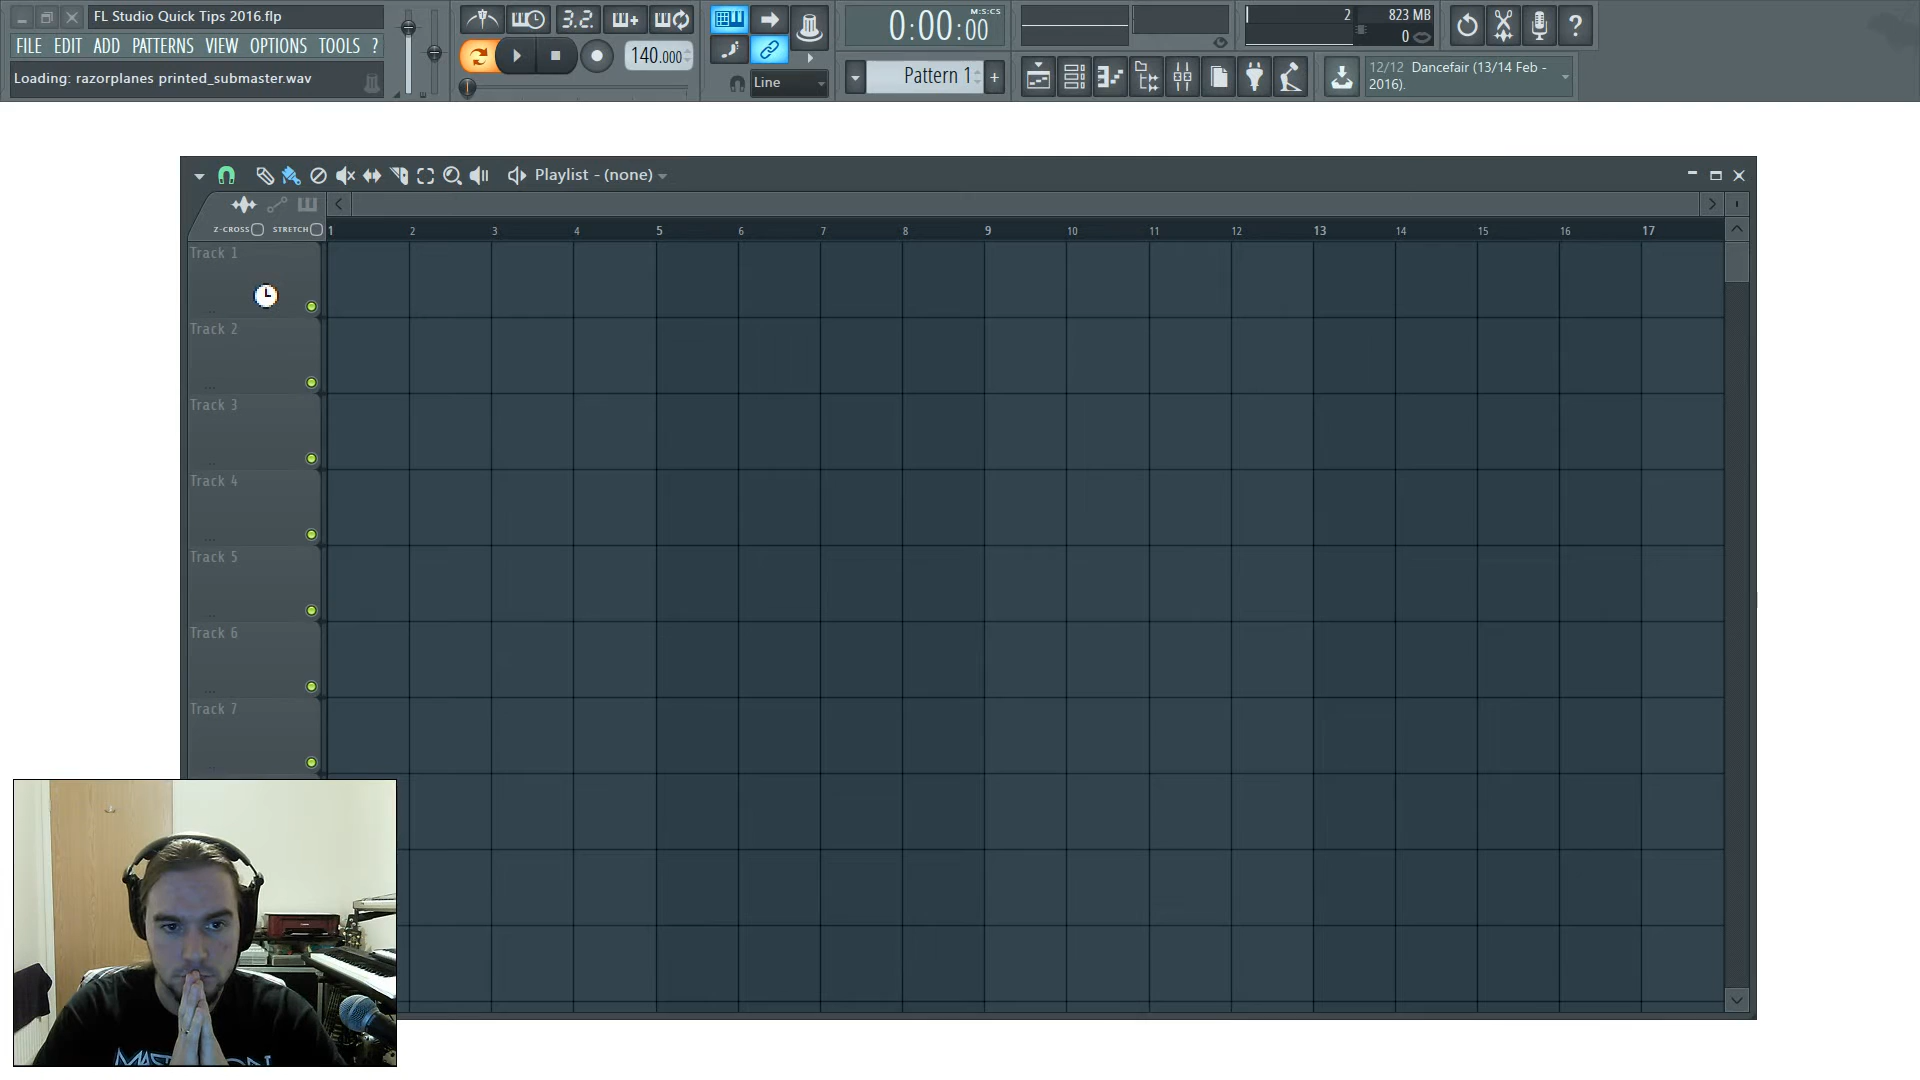 FL Studio Quick Tips 2016.flp
FILE EDIT ADD PATTERNS VIEW OPTIONS TOOLS ?
Loading: razorplanes printed_submaster.wav
3.2.
140.000
Line
0:00:00
M:S:CS
Pattern 1
+
2
823 MB
0
?
12/12 Dancefair (13/14 Feb -
2016).
Playlist - (none)
Z-CROSS STRETCH
1 2 3 4 5 6 7 8 9 10 11 12 13 14 15 16 17
Track 1
Track 2
Track 3
Track 4
Track 5
Track 6
Track 7